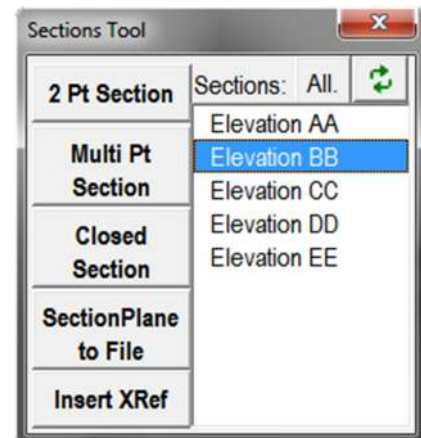 Sections Tool
2 Pt Section
Multi Pt
Section
Closed
Section
SectionPlane
to File
Insert XRef
Sections: All.
Elevation AA
Elevation BB
Elevation CC
Elevation DD
Elevation EE